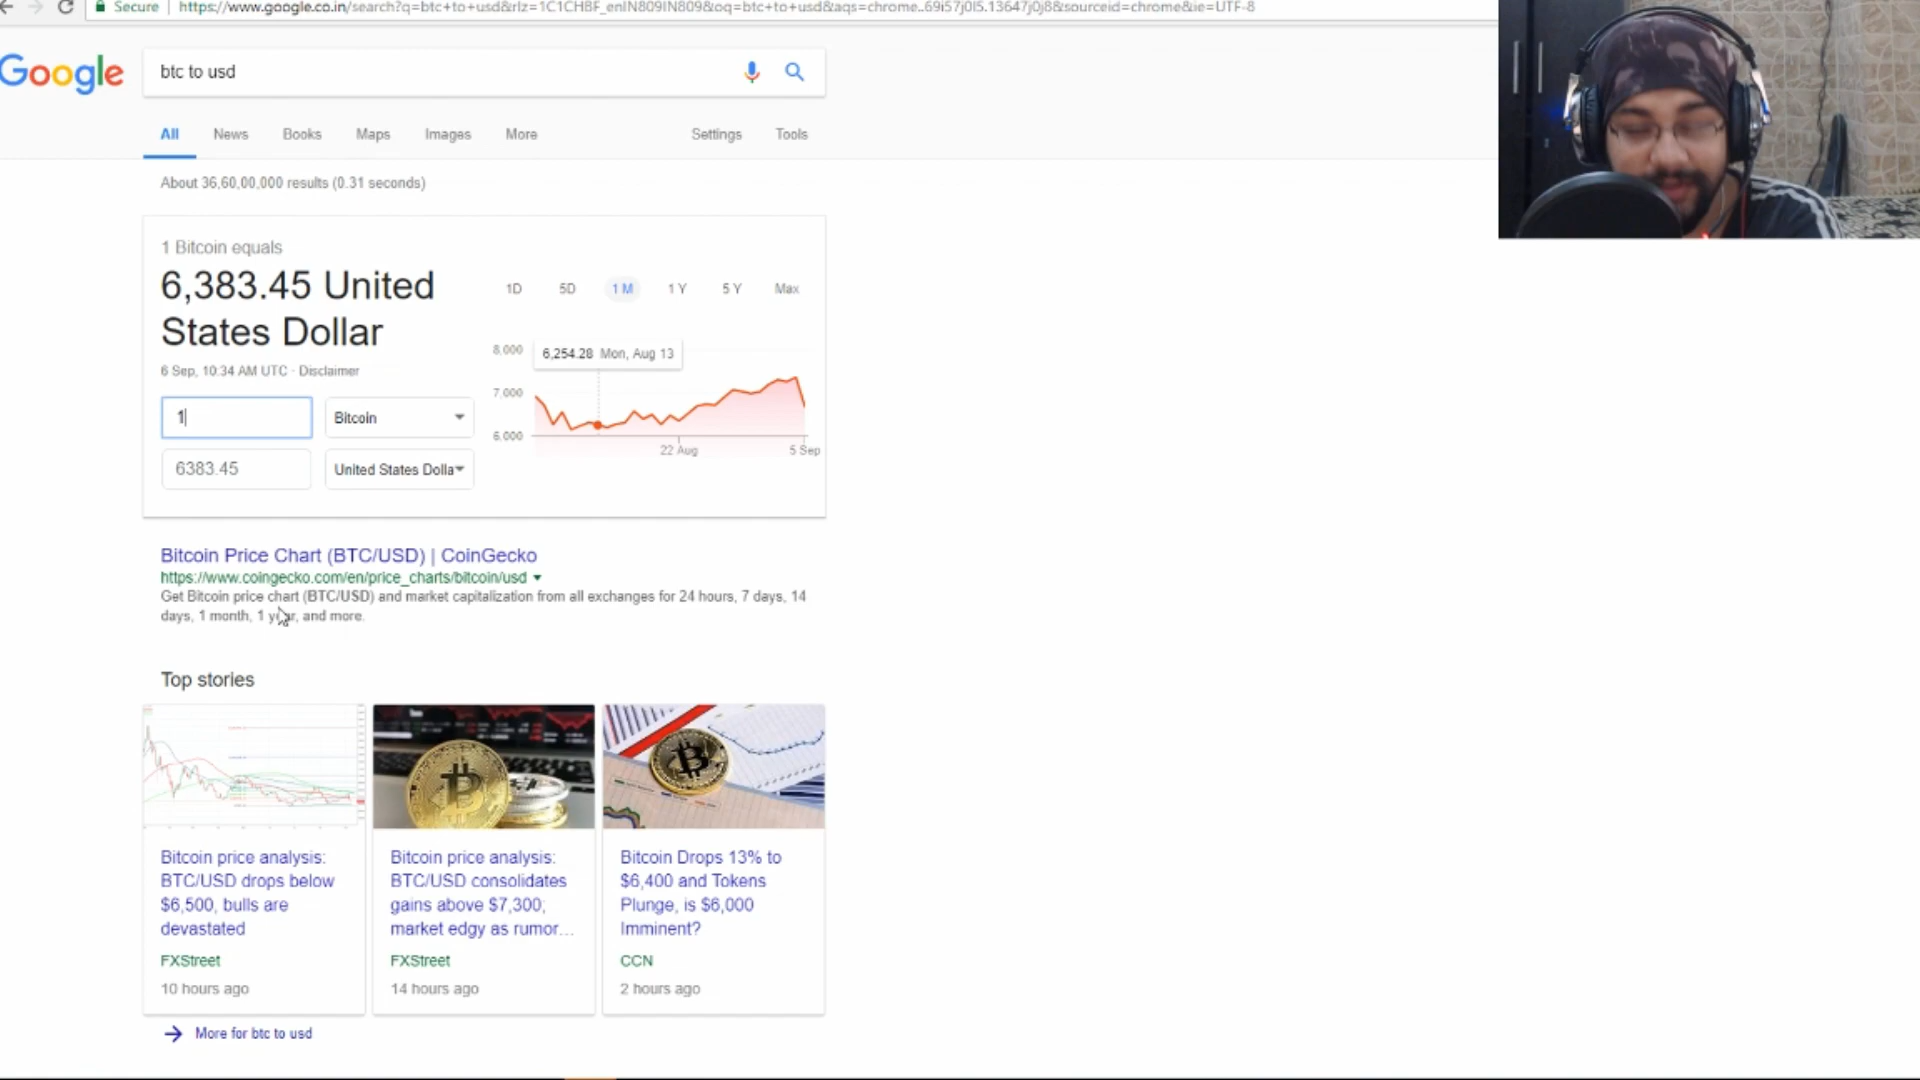 Secure
https://www.google.co.in/search?q=btc+to+usd&rlz=1C1CHBF_enIN809IN809&oq=btc+to+usd&aqs=chrome..69i57j0l5.13647j0j8&sourceid=chrome&ie=UTF-8
Google
btc to usd
All News Books Maps Images More Settings Tools
About 36,60,00,000 results (0.31 seconds)
1 Bitcoin equals
6,383.45 United
States Dollar
6 Sep, 10:34 AM UTC · Disclaimer
1
Bitcoin
6383.45
United States Dolla
1D 5D 1M 1Y 5Y Max
8,000
6,254.28 Mon, Aug 13
7,000
6,000
22 Aug
5 Sep
Bitcoin Price Chart (BTC/USD) | CoinGecko
https://www.coingecko.com/en/price_charts/bitcoin/usd
Get Bitcoin price chart (BTC/USD) and market capitalization from all exchanges for 24 hours, 7 days, 14
days, 1 month, 1 year, and more.
Top stories
Bitcoin price analysis:
BTC/USD drops below
$6,500, bulls are
devastated
FXStreet
10 hours ago
Bitcoin price analysis:
BTC/USD consolidates
gains above $7,300;
market edgy as rumor...
FXStreet
14 hours ago
Bitcoin Drops 13% to
$6,400 and Tokens
Plunge, is $6,000
Imminent?
CCN
2 hours ago
More for btc to usd